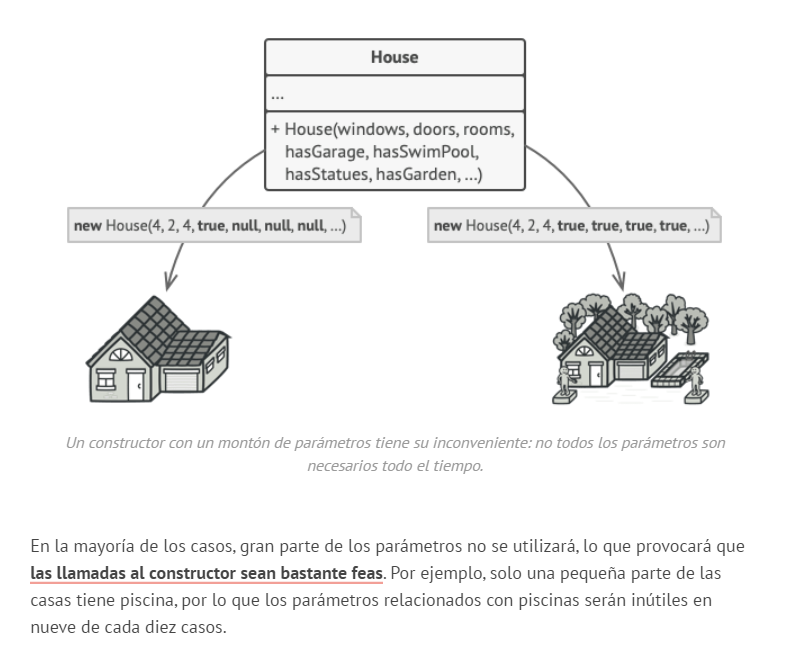 House
...
+ House(windows, doors, rooms,
hasGarage, hasSwimPool,
hasStatues, hasGarden, ...)
new House(4, 2, 4, true, null, null, null, ...)
new House(4, 2, 4, true, true, true, true, ...)
Un constructor con un montón de parámetros tiene su inconveniente: no todos los parámetros son
necesarios todo el tiempo.
En la mayoría de los casos, gran parte de los parámetros no se utilizará, lo que provocará que
las llamadas al constructor sean bastante feas. Por ejemplo, solo una pequeña parte de las
casas tiene piscina, por lo que los parámetros relacionados con piscinas serán inútiles en
nueve de cada diez casos.